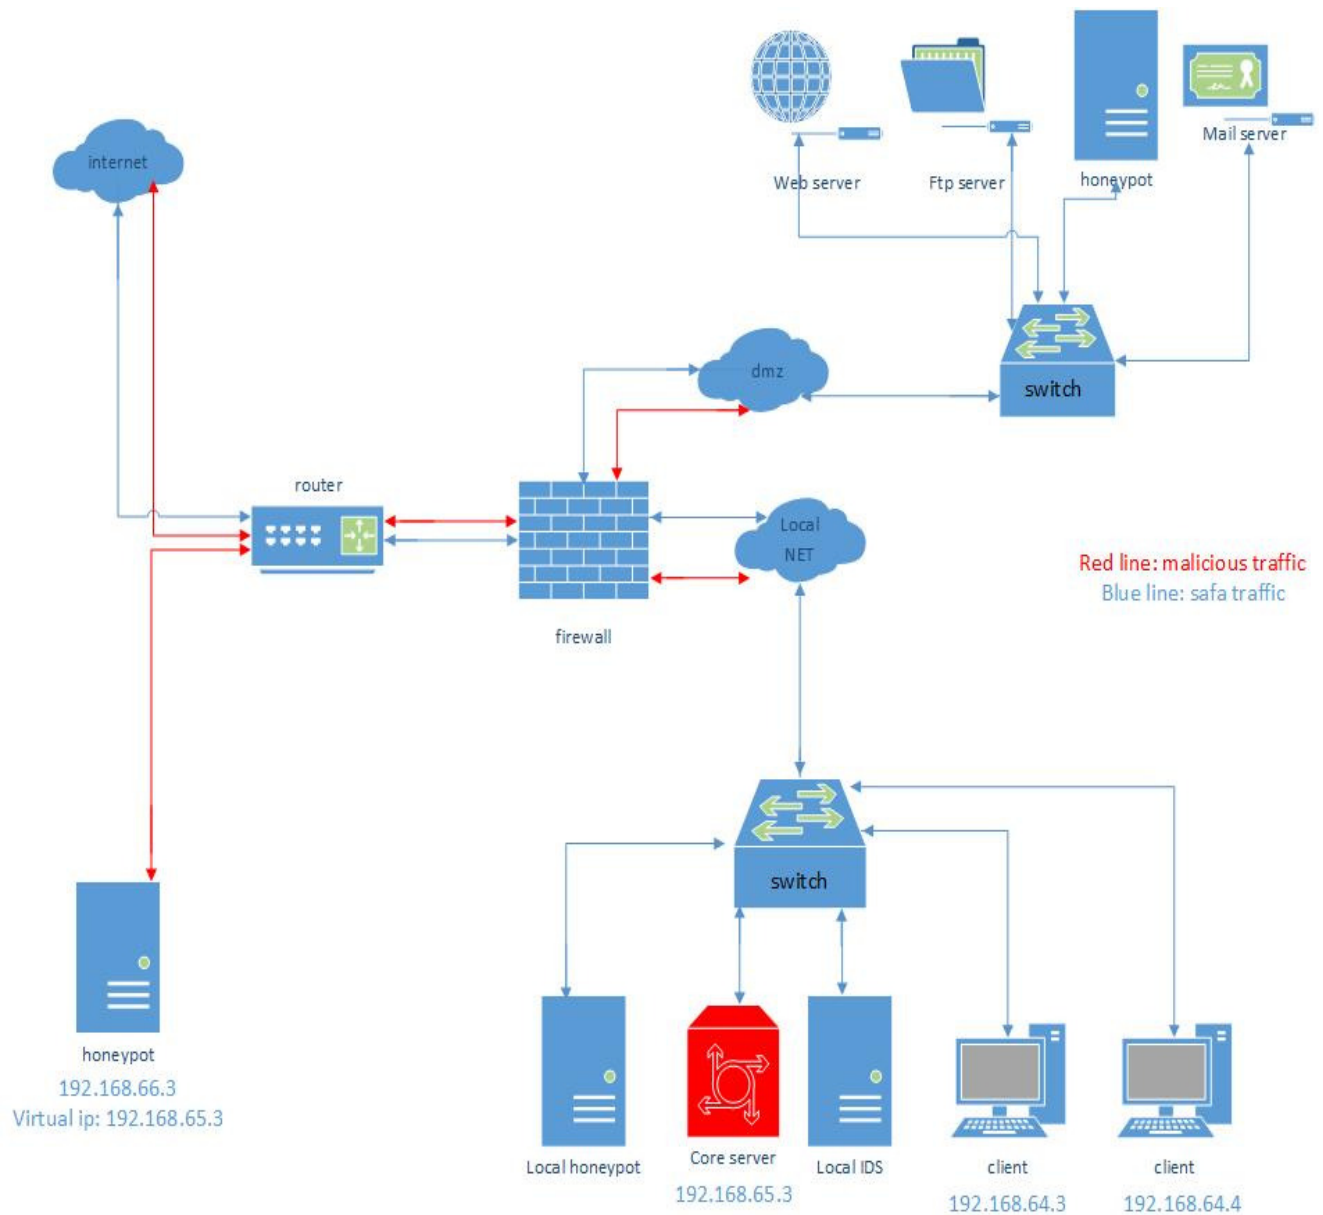 internet
Web server
Ftp server
honeypot
Mail server
dmz
switch
router
Local
NET
firewall
Red line: malicious traffic
Blue line: safa traffic
switch
honeypot
192.168.66.3
Virtual ip: 192.168.65.3
Local honeypot
Core server
192.168.65.3
Local IDS
client
192.168.64.3
client
192.168.64.4